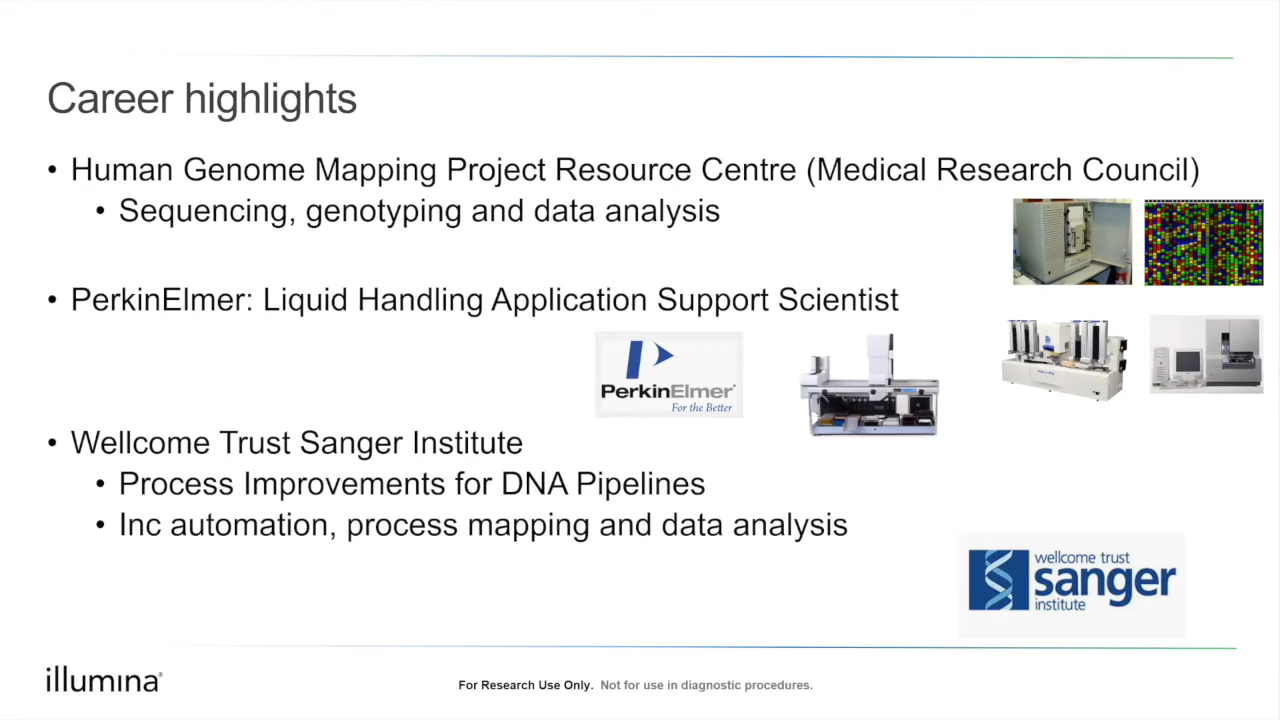 Career highlights
• Human Genome Mapping Project Resource Centre (Medical Research Council)
• Sequencing, genotyping and data analysis
• PerkinElmer: Liquid Handling Application Support Scientist
PerkinElmer
For the Better
• Wellcome Trust Sanger Institute
• Process Improvements for DNA Pipelines
• Inc automation, process mapping and data analysis
wellcome trust
sanger
institute
illumina®
For Research Use Only. Not for use in diagnostic procedures.